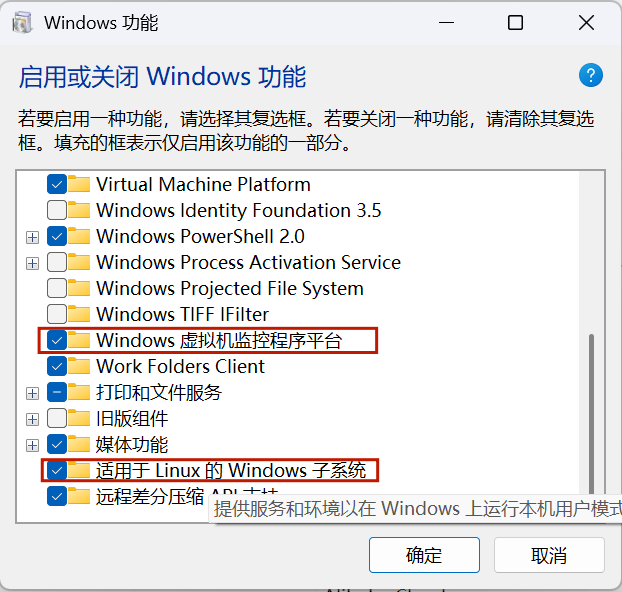 Windows 功能
启用或关闭 Windows 功能
若要启用一种功能，请选择其复选框。若要关闭一种功能，请清除其复选
框。填充的框表示仅启用该功能的一部分。
Virtual Machine Platform
Windows Identity Foundation 3.5
Windows PowerShell 2.0
Windows Process Activation Service
Windows Projected File System
Windows TIFF IFilter
Windows 虚拟机监控程序平台
Work Folders Client
打印和文件服务
旧版组件
媒体功能
适用于 Linux 的 Windows 子系统
远程差分压缩 API 支持
提供服务和环境以在 Windows 上运行本机用户模式
确定
取消